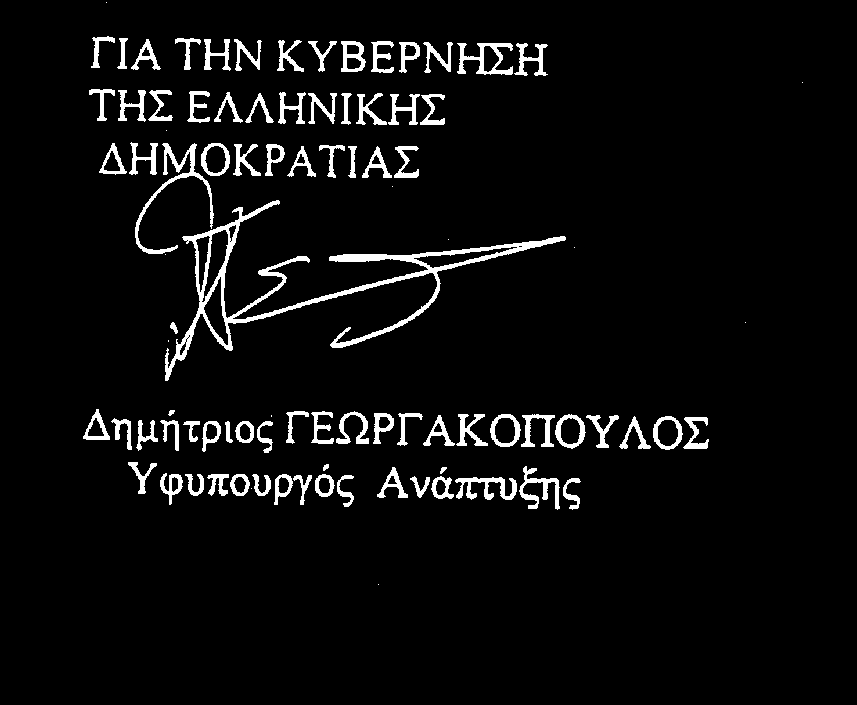 ΓΙΑ ΤΗΝ ΚΥΒΕΡΝΗΣΗ
ΤΗΣ ΕΛΛΗΝΙΚΗΣ
ΔΗΜΟΚΡΑΤΙΑΣ
Δημήτριος ΓΕΩΡΓΑΚΟΠΟΥΛΟΣ
Υφυπουργός Ανάπτυξης